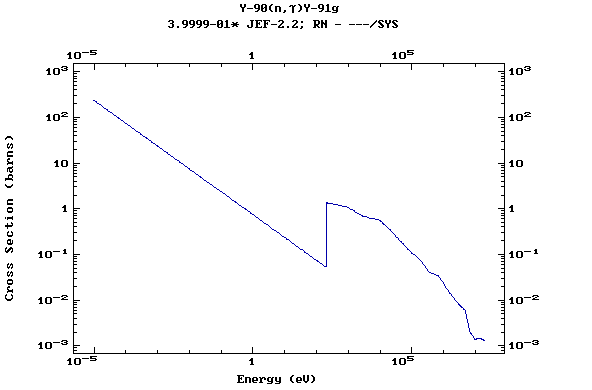 Y-90(n,γ)Y-91g
3.9999-01* JEF-2.2; RN - ---/SYS
10⁻⁵ 1 10⁵
10³ 10³
10² 10²
10 10
1 1
10⁻¹ 10⁻¹
10⁻² 10⁻²
10⁻³ 10⁻³
Cross Section (barns)
10⁻⁵ 1 10⁵
Energy (eV)